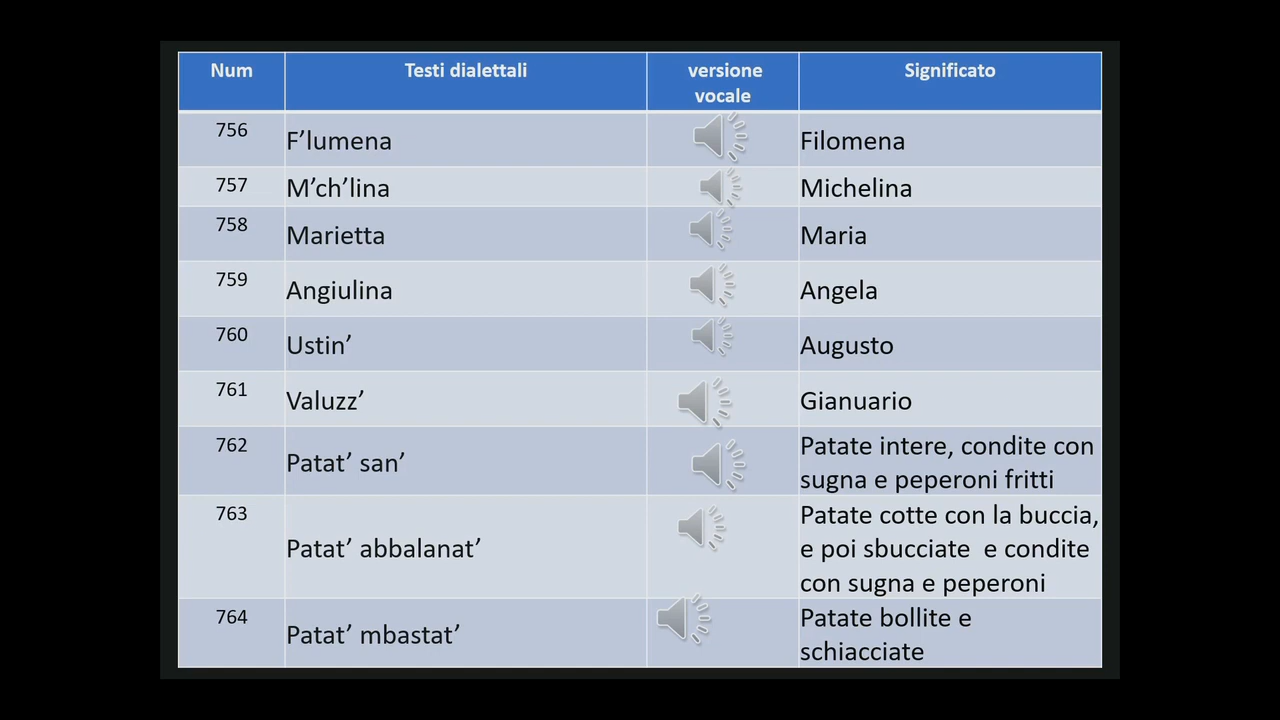 Num Testi dialettali versione vocale Significato
756 F’lumena Filomena
757 M’ch’lina Michelina
758 Marietta Maria
759 Angiulina Angela
760 Ustin’ Augusto
761 Valuzz’ Gianuario
762 Patat’ san’ Patate intere, condite con
sugna e peperoni fritti
763 Patat’ abbalanat’ Patate cotte con la buccia,
e poi sbucciate e condite
con sugna e peperoni
764 Patat’ mbastat’ Patate bollite e
schiacciate